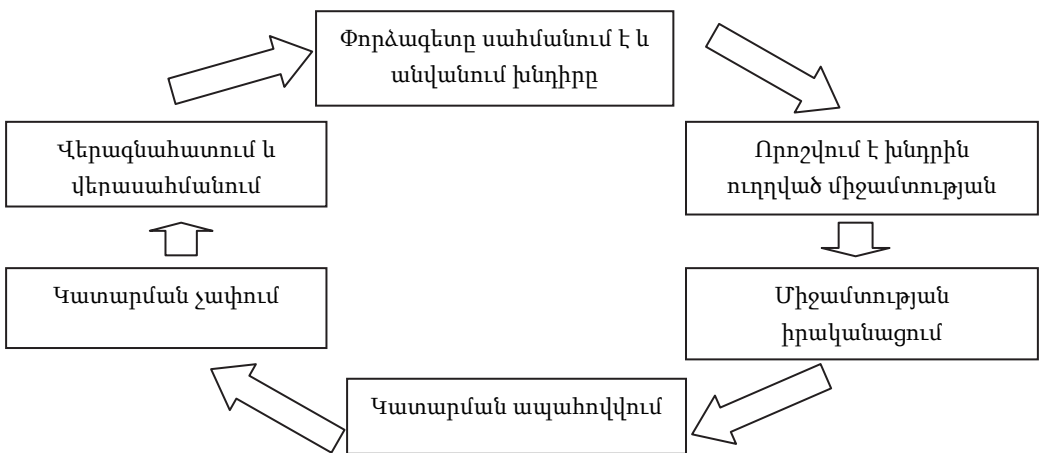 Փորձագետը սահմանում է և
անվանում խնդիրը
Որոշվում է խնդրին
ուղղված միջամտության
Միջամտության
իրականացում
Կատարման ապահովվում
Կատարման չափում
Վերագնահատում և
վերասահմանում